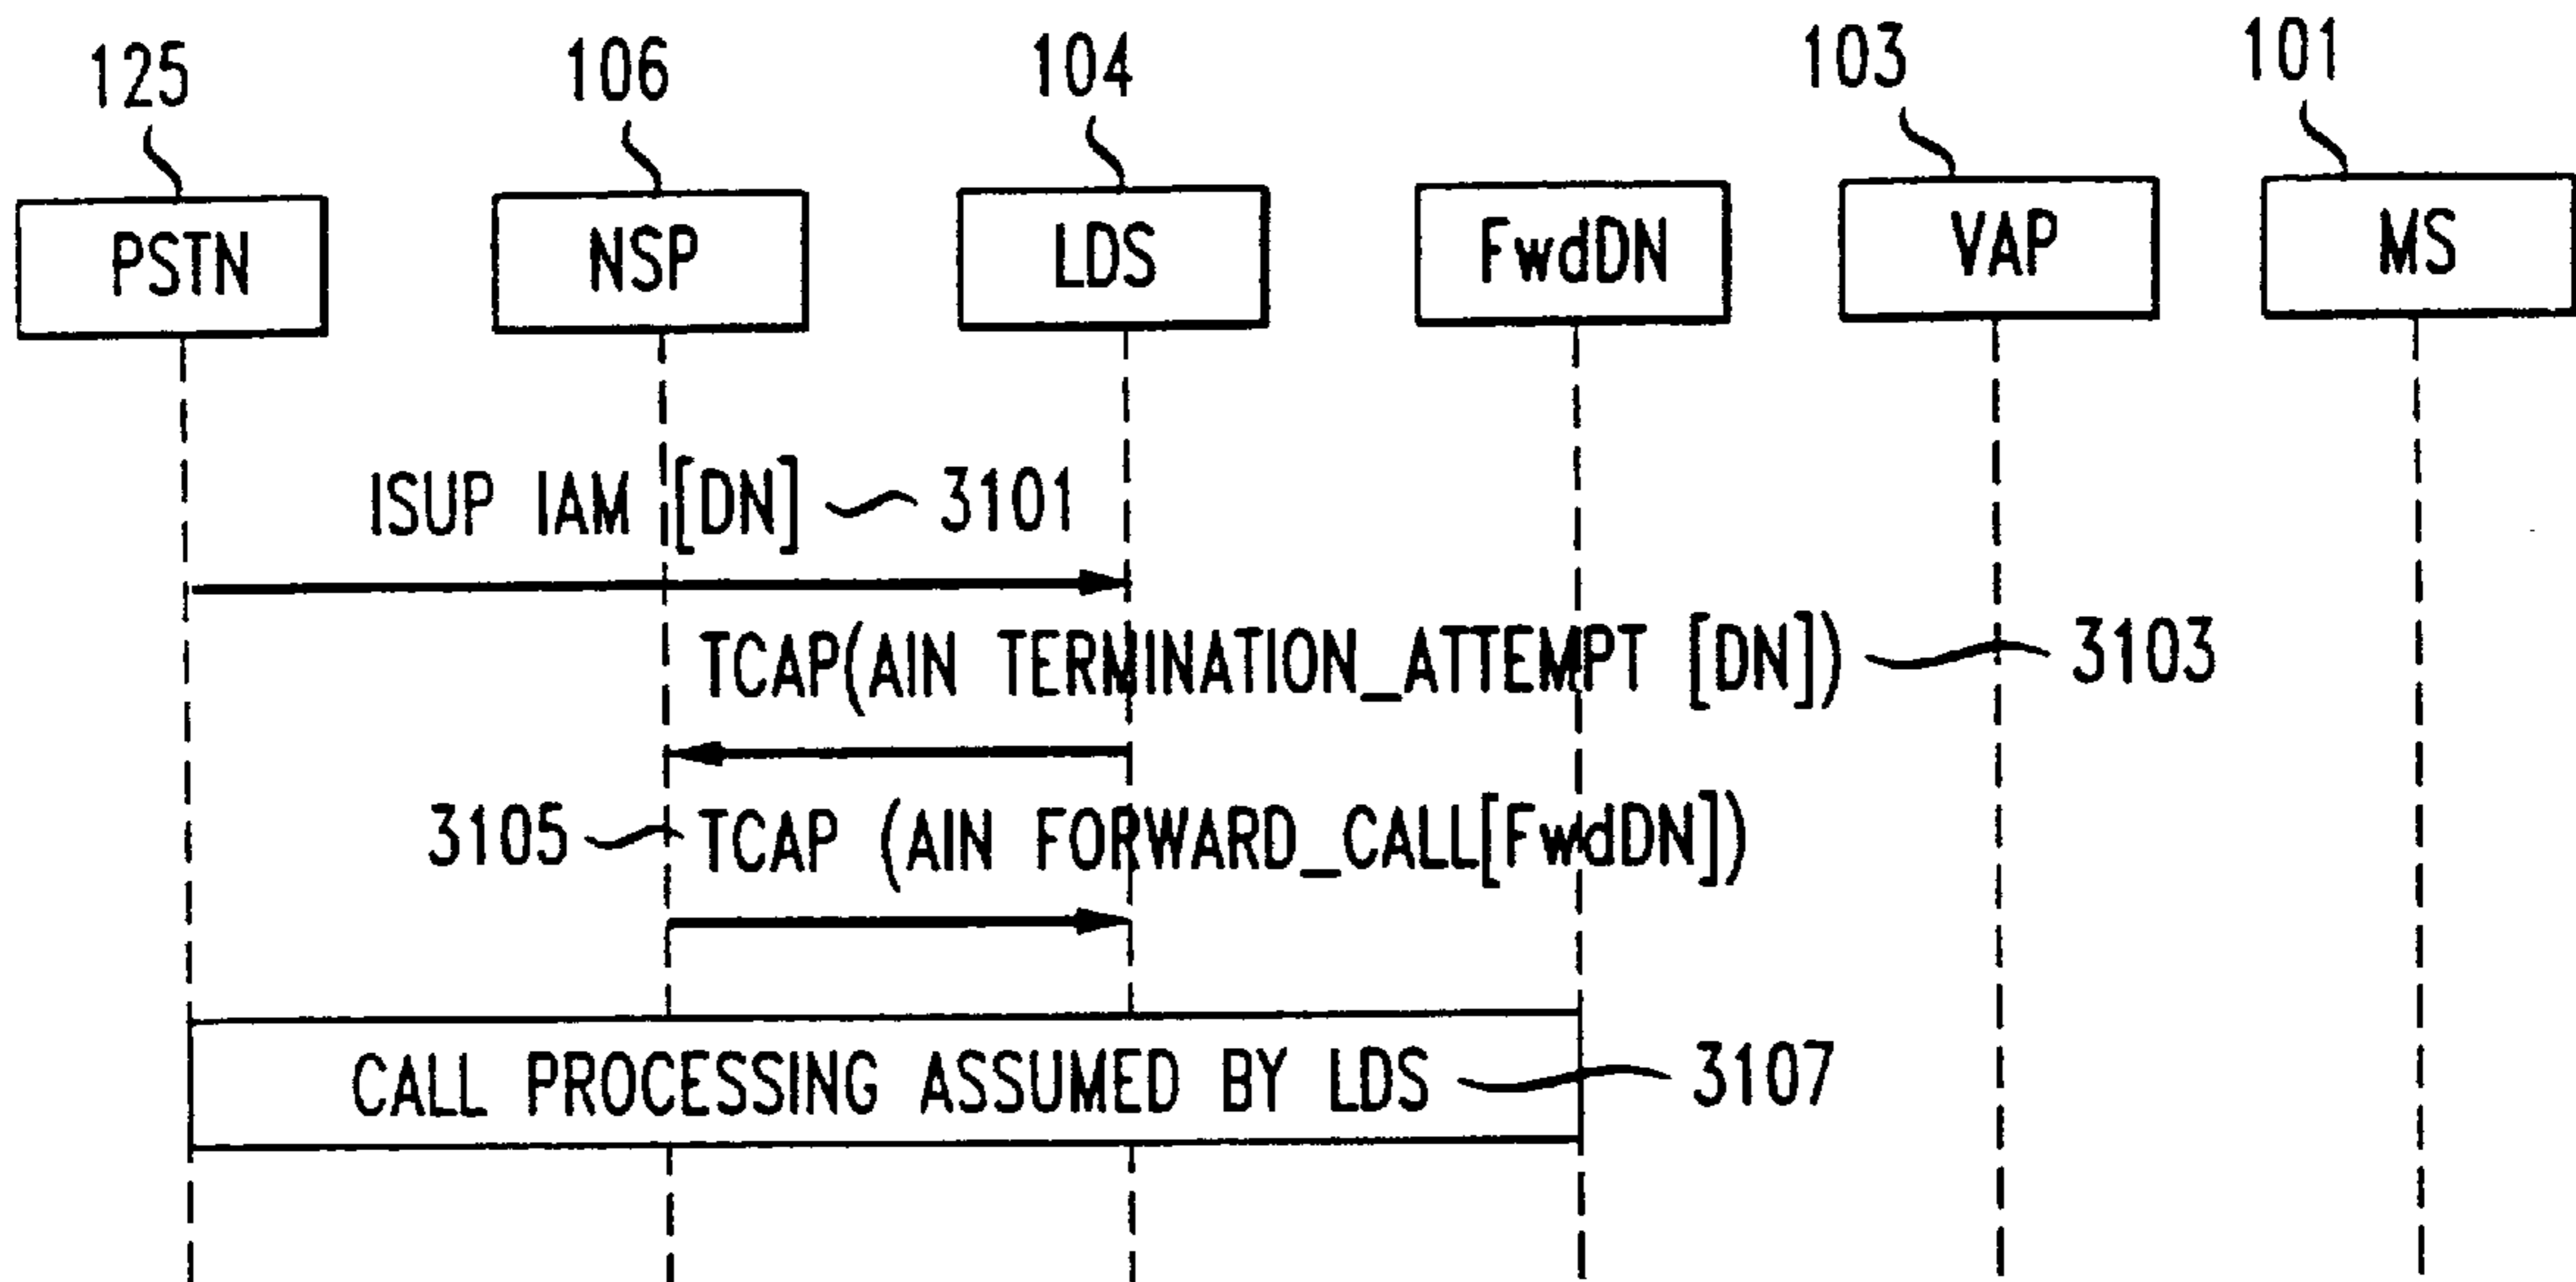 125 106 104 103 101
PSTN NSP LDS FwdDN VAP MS
ISUP IAM [DN] 3101
TCAP(AIN TERMINATION_ATTEMPT [DN]) 3103
3105 TCAP (AIN FORWARD_CALL[FwdDN])
CALL PROCESSING ASSUMED BY LDS 3107